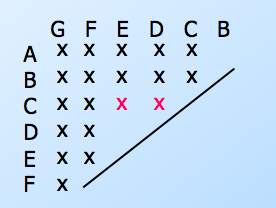 G F E D C B
A x x x x x
B x x x x x
C x x x x
D x x
E x x
F x